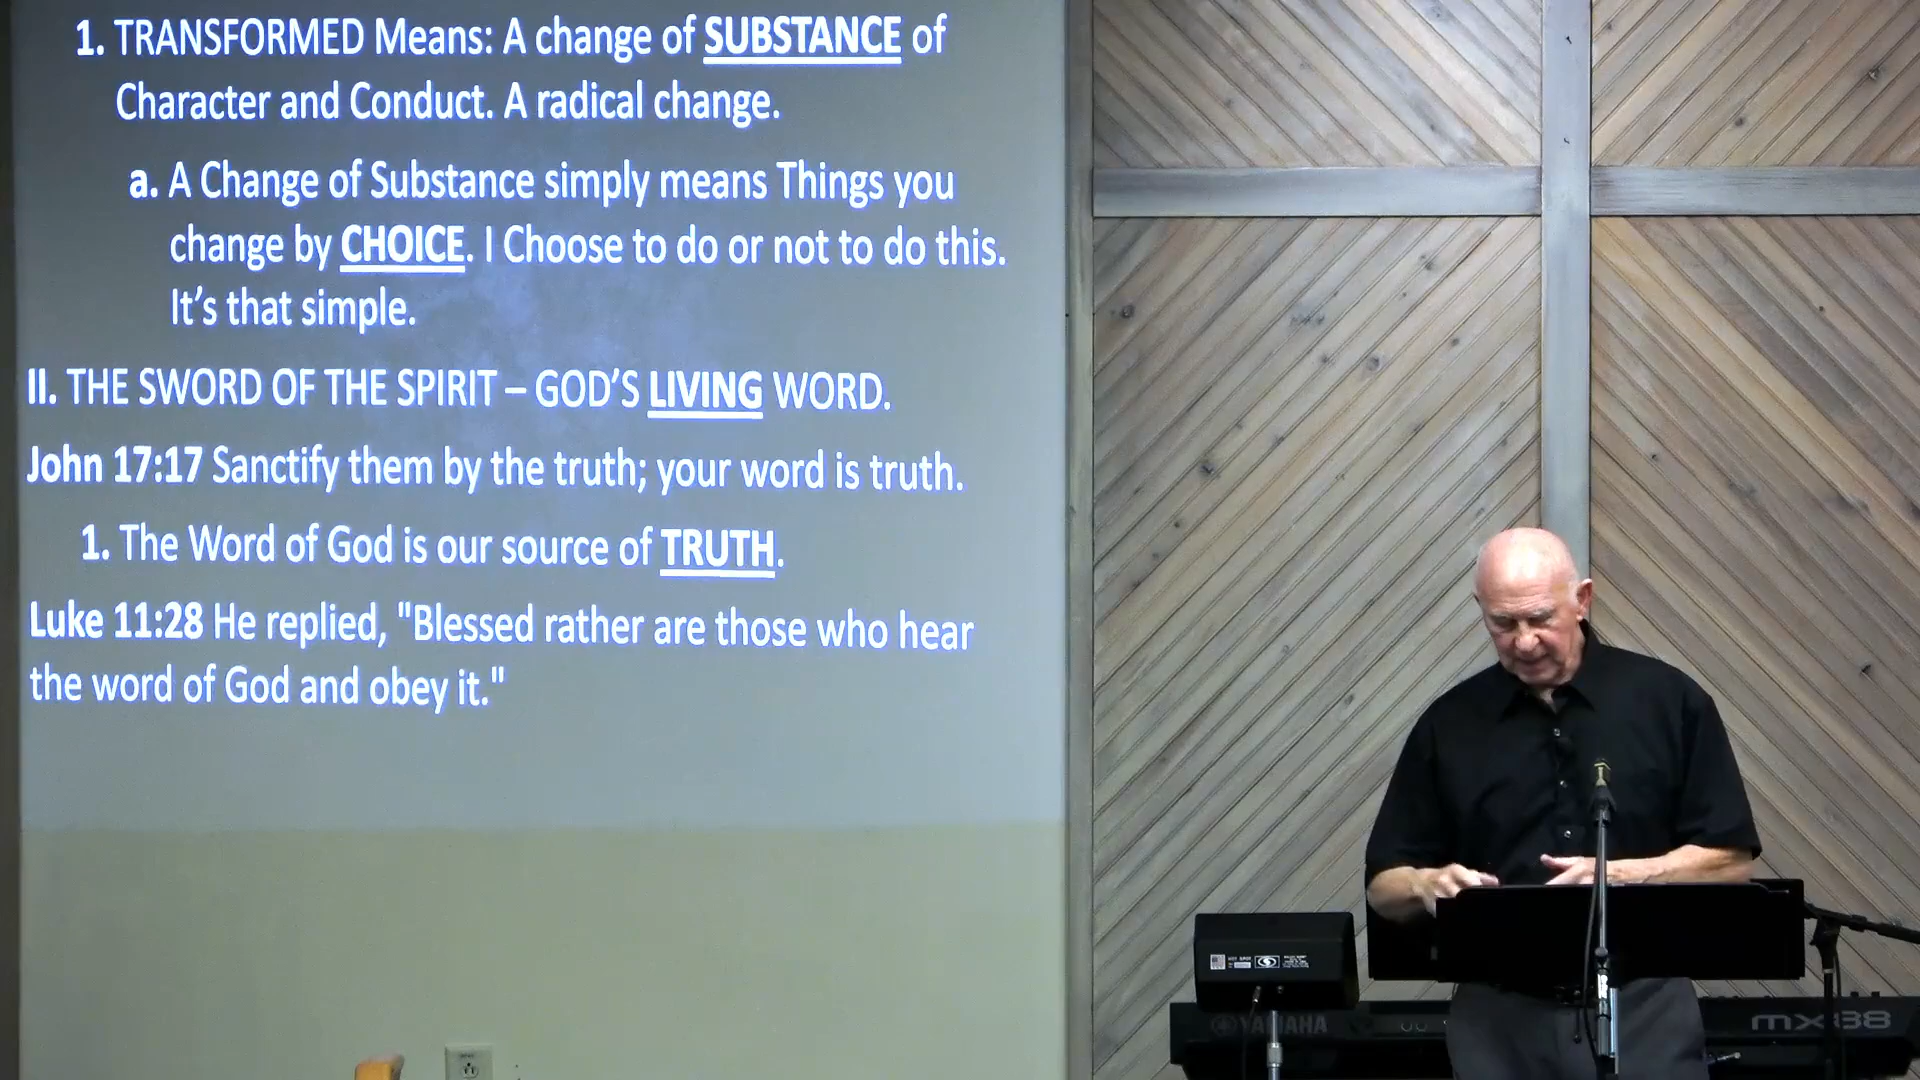 1. TRANSFORMED Means: A change of SUBSTANCE of
Character and Conduct. A radical change.
a. A Change of Substance simply means Things you
change by CHOICE. I Choose to do or not to do this.
It's that simple.
II. THE SWORD OF THE SPIRIT – GOD'S LIVING WORD.
John 17:17 Sanctify them by the truth; your word is truth.
1. The Word of God is our source of TRUTH.
Luke 11:28 He replied, "Blessed rather are those who hear
the word of God and obey it."
YAMAHA
mx88